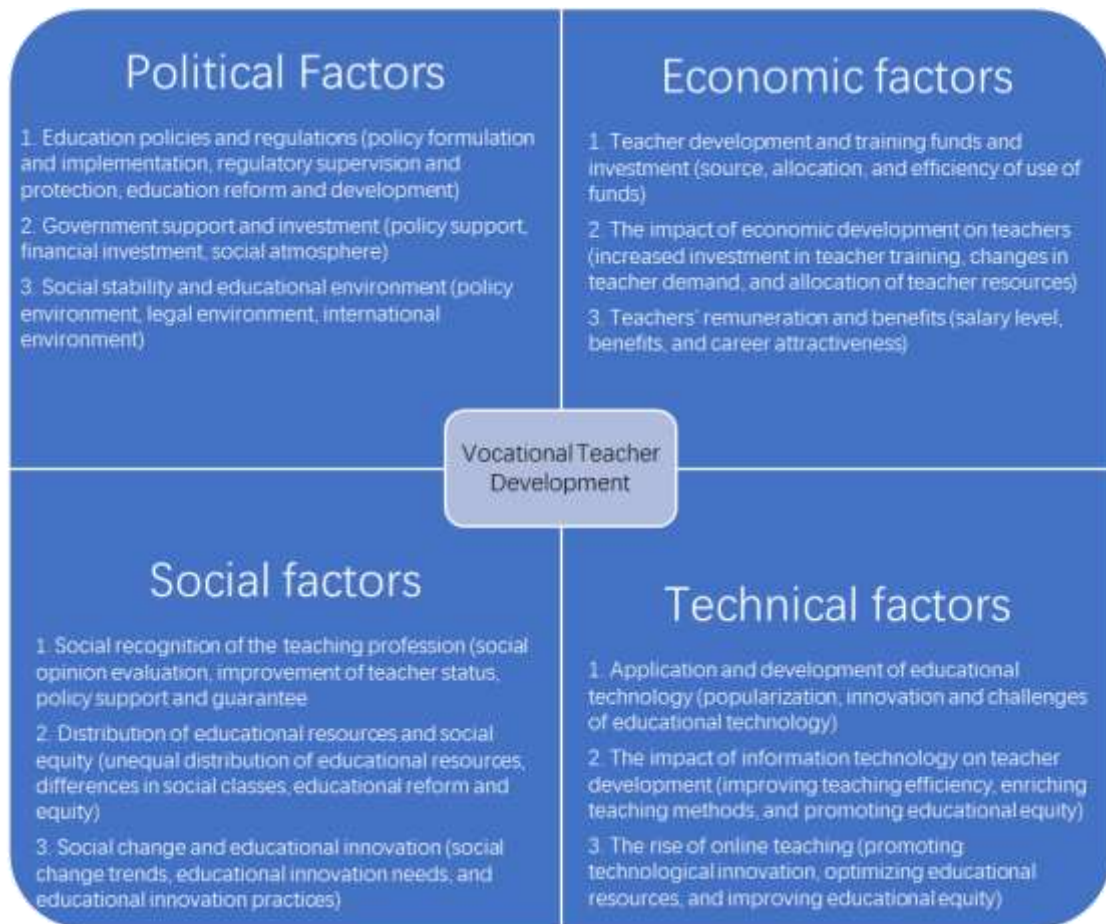 Political Factors
1. Education policies and regulations (policy formulation
and implementation, regulatory supervision and
protection, education reform and development)
2. Government support and investment (policy support,
financial investment, social atmosphere)
3. Social stability and educational environment (policy
environment, legal environment, international
environment)
Economic factors
1. Teacher development and training funds and
investment (source, allocation, and efficiency of use of
funds)
2. The impact of economic development on teachers
(increased investment in teacher training, changes in
teacher demand, and allocation of teacher resources)
3. Teachers' remuneration and benefits (salary level,
benefits, and career attractiveness)
Vocational Teacher
Development
Social factors
1. Social recognition of the teaching profession (social
opinion evaluation, improvement of teacher status,
policy support and guarantee
2. Distribution of educational resources and social
equity (unequal distribution of educational resources,
differences in social classes, educational reform and
equity)
3. Social change and educational innovation (social
change trends, educational innovation needs, and
educational innovation practices)
Technical factors
1. Application and development of educational
technology (popularization, innovation and challenges
of educational technology)
2. The impact of information technology on teacher
development (improving teaching efficiency, enriching
teaching methods, and promoting educational equity)
3. The rise of online teaching (promoting
technological innovation, optimizing educational
resources, and improving educational equity)